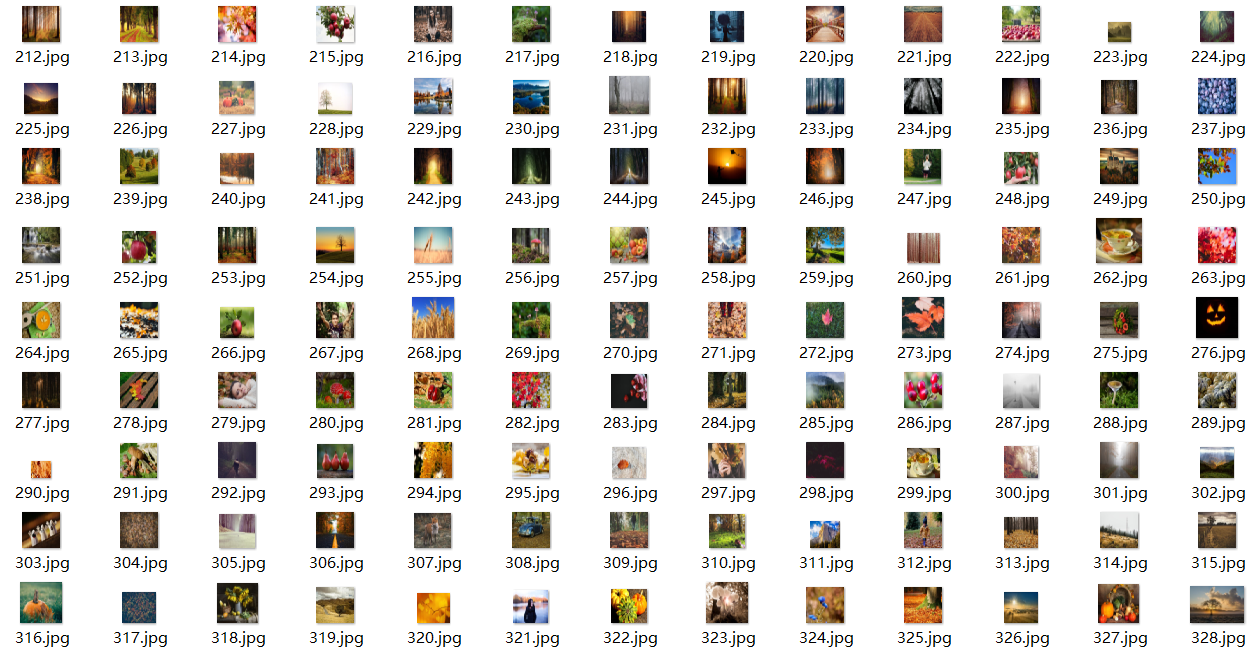 212.jpg 213.jpg 214.jpg 215.jpg 216.jpg 217.jpg 218.jpg 219.jpg 220.jpg 221.jpg 222.jpg 223.jpg 224.jpg
225.jpg 226.jpg 227.jpg 228.jpg 229.jpg 230.jpg 231.jpg 232.jpg 233.jpg 234.jpg 235.jpg 236.jpg 237.jpg
238.jpg 239.jpg 240.jpg 241.jpg 242.jpg 243.jpg 244.jpg 245.jpg 246.jpg 247.jpg 248.jpg 249.jpg 250.jpg
251.jpg 252.jpg 253.jpg 254.jpg 255.jpg 256.jpg 257.jpg 258.jpg 259.jpg 260.jpg 261.jpg 262.jpg 263.jpg
264.jpg 265.jpg 266.jpg 267.jpg 268.jpg 269.jpg 270.jpg 271.jpg 272.jpg 273.jpg 274.jpg 275.jpg 276.jpg
277.jpg 278.jpg 279.jpg 280.jpg 281.jpg 282.jpg 283.jpg 284.jpg 285.jpg 286.jpg 287.jpg 288.jpg 289.jpg
290.jpg 291.jpg 292.jpg 293.jpg 294.jpg 295.jpg 296.jpg 297.jpg 298.jpg 299.jpg 300.jpg 301.jpg 302.jpg
303.jpg 304.jpg 305.jpg 306.jpg 307.jpg 308.jpg 309.jpg 310.jpg 311.jpg 312.jpg 313.jpg 314.jpg 315.jpg
316.jpg 317.jpg 318.jpg 319.jpg 320.jpg 321.jpg 322.jpg 323.jpg 324.jpg 325.jpg 326.jpg 327.jpg 328.jpg